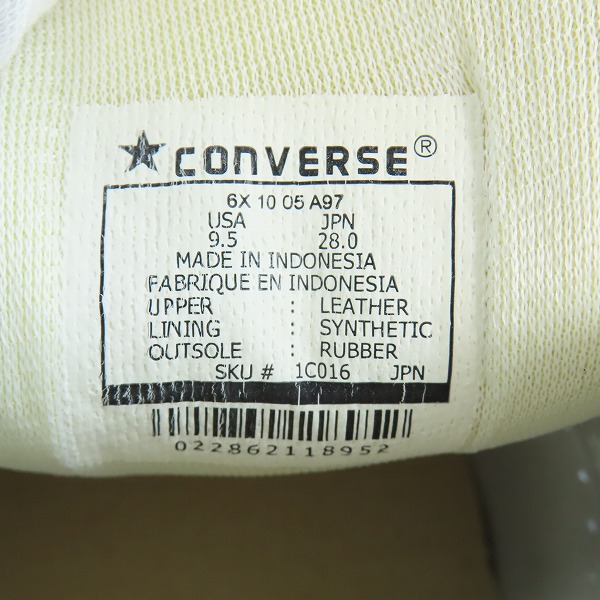 CONVERSE®
6X 10 05 A97
USA JPN
9.5 28.0
MADE IN INDONESIA
FABRIQUE EN INDONESIA
UPPER : LEATHER
LINING : SYNTHETIC
OUTSOLE : RUBBER
SKU # 1C016 JPN
022862118952